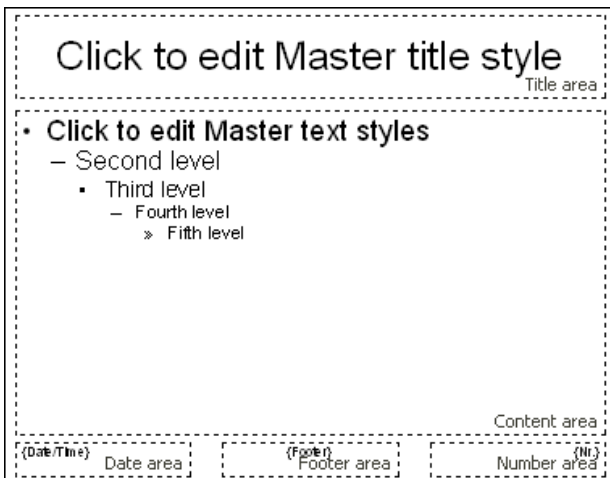 Click to edit Master title style
Title area
• Click to edit Master text styles
– Second level
• Third level
– Fourth level
» Fifth level
Content area
{Date/Time}
Date area
{Footer}
Footer area
{Nr.}
Number area